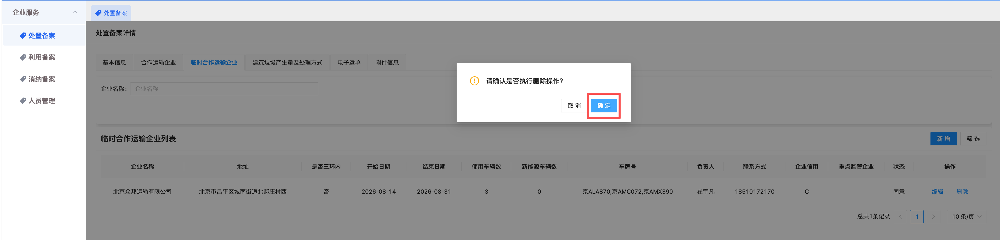 企业服务
处置备案
利用备案
消纳备案
人员管理
处置备案
处置备案详情
基本信息 合作运输企业 临时合作运输企业 建筑垃圾产生量及处理方式 电子运单 附件信息
企业名称: 企业名称
请确认是否执行删除操作?
取 消 确 定
临时合作运输企业列表 新 增 筛 选
企业名称 地址 是否三环内 开始日期 结束日期 使用车辆数 新能源车辆数 车牌号 负责人 联系方式 企业信用 重点监管企业 状态 操作
北京众邦运输有限公司 北京市昌平区城南街道北郝庄村西 否 2026-08-14 2026-08-31 3 0 京ALA870,京AMC072,京AMX390 崔宇凡 18510172170 C 同意 编辑 删除
总共1条记录 < 1 > 10 条/页